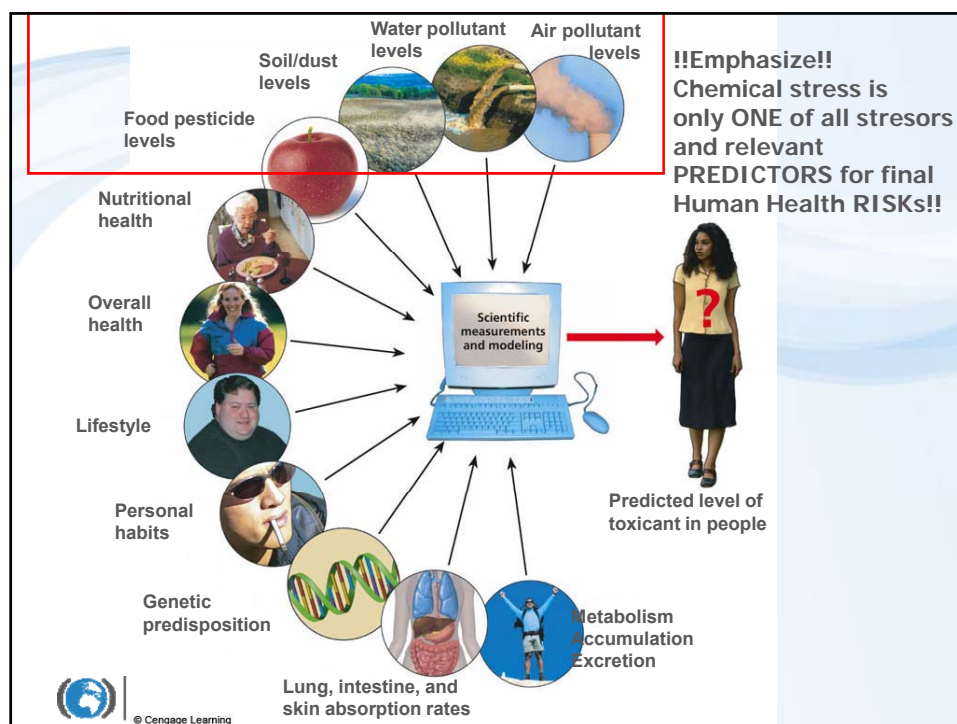 Water pollutant
levels
Air pollutant
levels
Soil/dust
levels
Food pesticide
levels
!!Emphasize!!
Chemical stress is
only ONE of all stresors
and relevant
PREDICTORS for final
Human Health RISKs!!
Nutritional
health
Overall
health
Scientific
measurements
and modeling
?
Lifestyle
Personal
habits
Predicted level of
toxicant in people
Genetic
predisposition
Metabolism
Accumulation
Excretion
Lung, intestine, and
skin absorption rates
© Cengage Learning